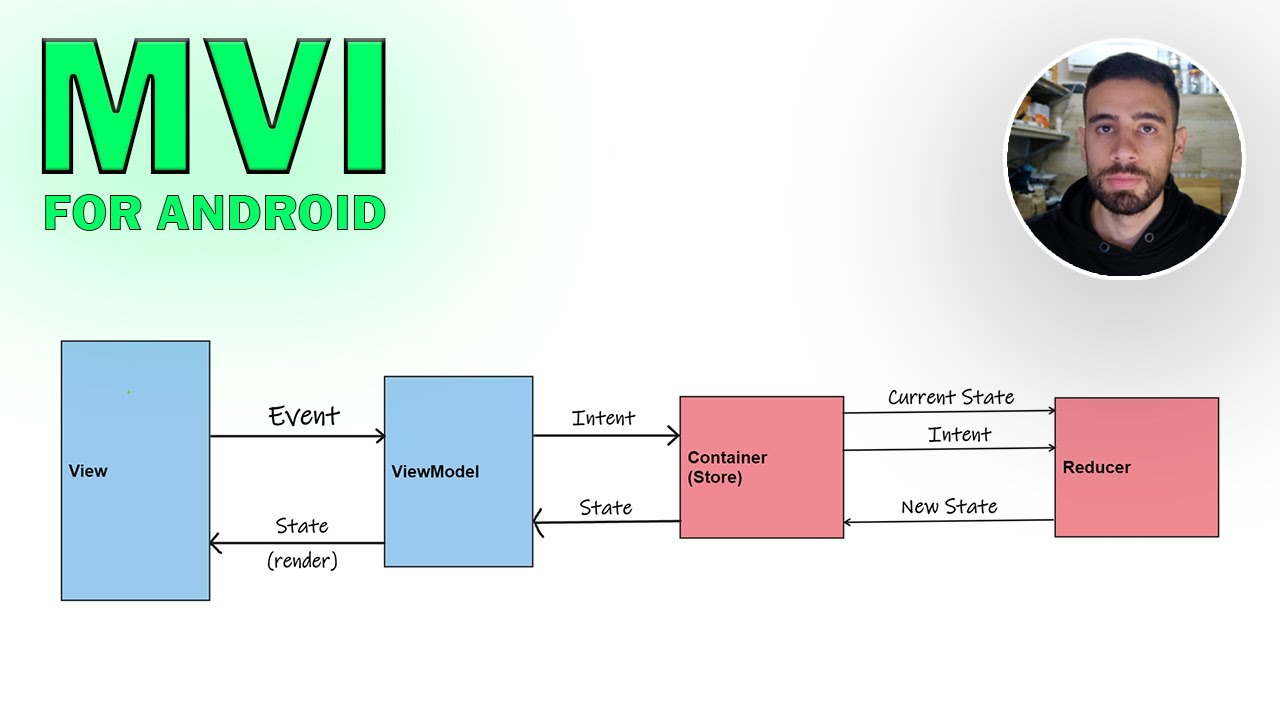 MVI
FOR ANDROID
View
Event
State
(render)
ViewModel
Intent
State
Container
(Store)
Current State
Intent
New State
Reducer